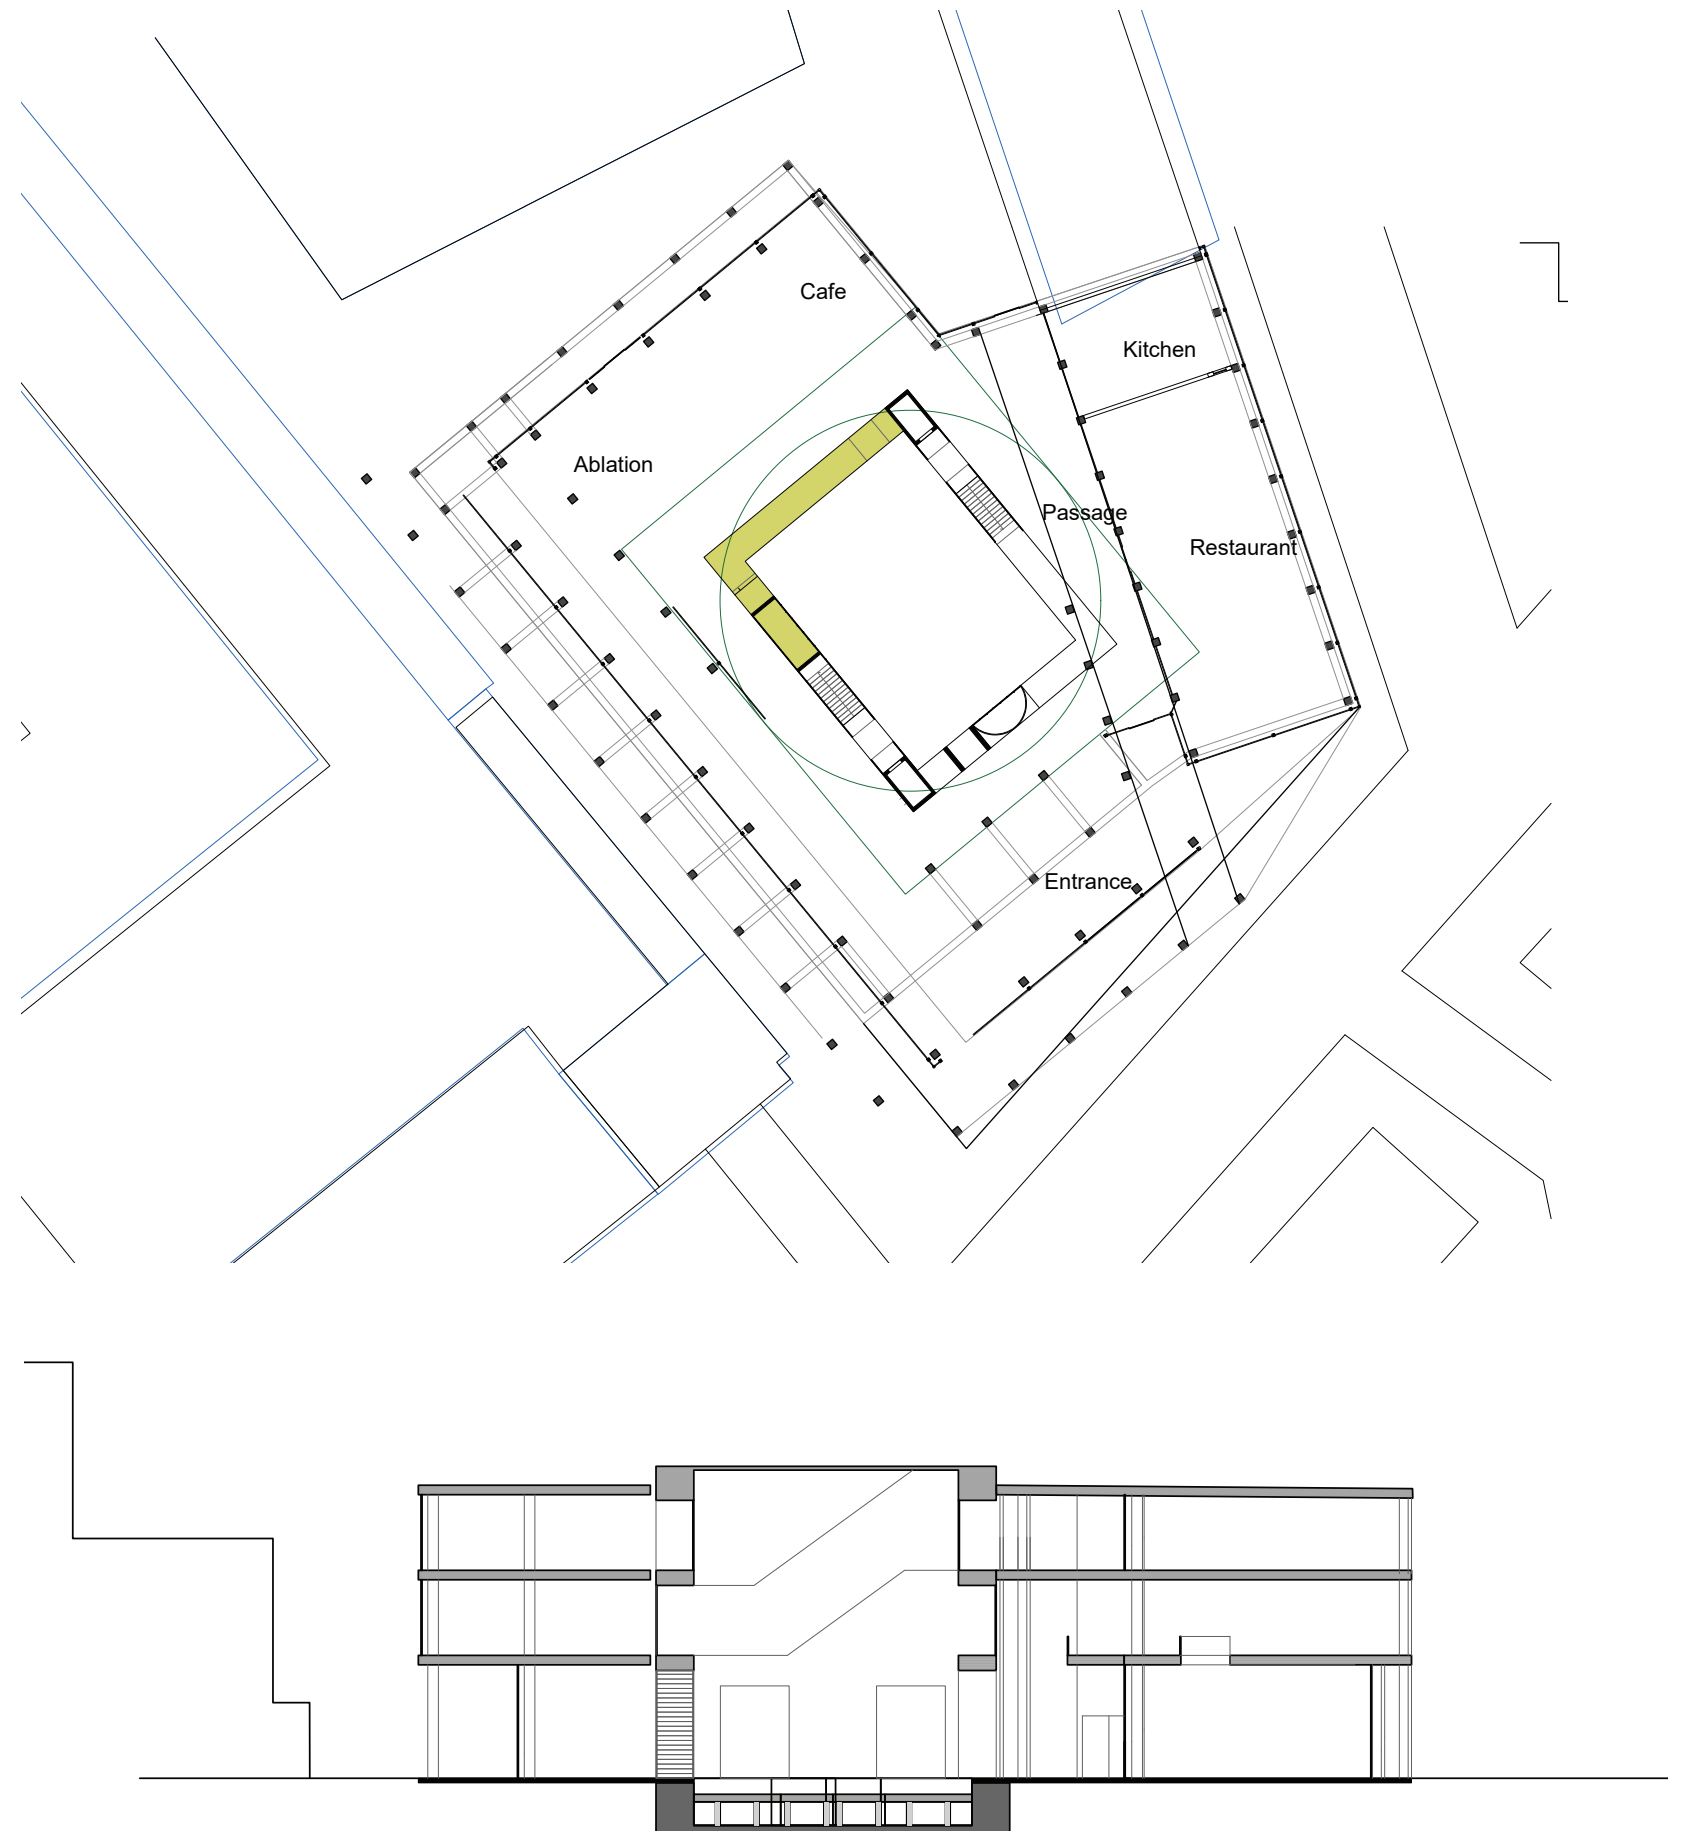 Cafe
Kitchen
Ablation
Passage
Restaurant
Entrance